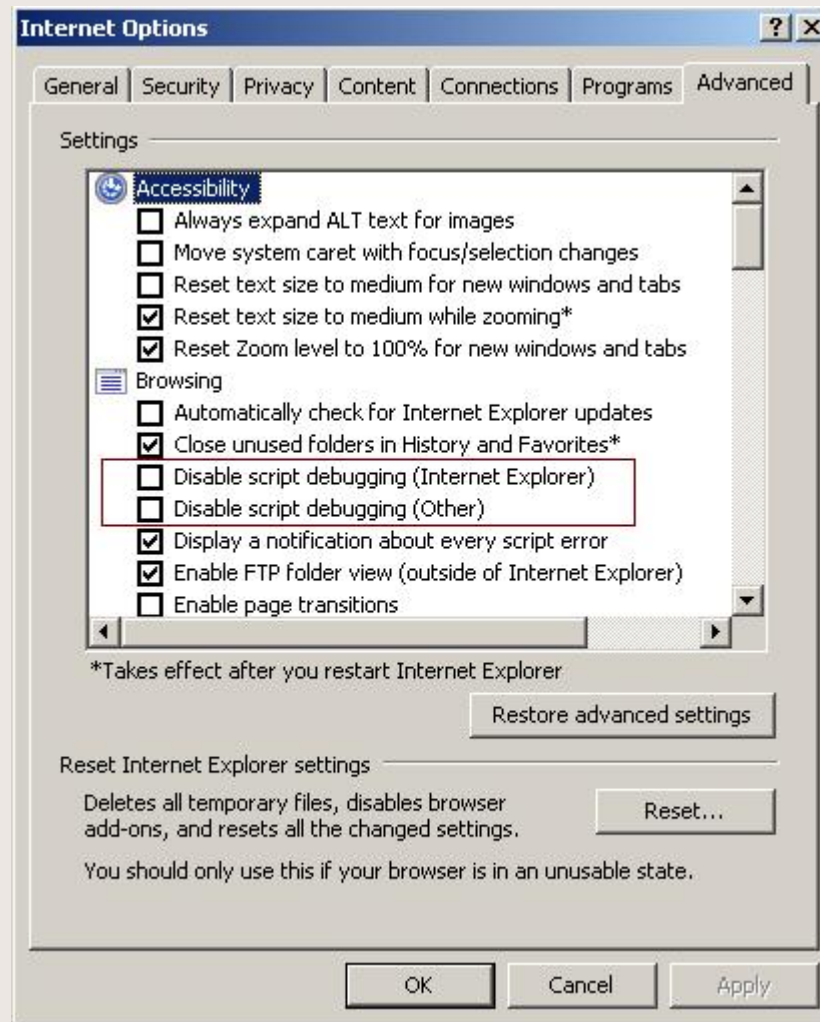 Internet Options
General Security Privacy Content Connections Programs Advanced
Settings
Accessibility
Always expand ALT text for images
Move system caret with focus/selection changes
Reset text size to medium for new windows and tabs
Reset text size to medium while zooming*
Reset Zoom level to 100% for new windows and tabs
Browsing
Automatically check for Internet Explorer updates
Close unused folders in History and Favorites*
Disable script debugging (Internet Explorer)
Disable script debugging (Other)
Display a notification about every script error
Enable FTP folder view (outside of Internet Explorer)
Enable page transitions
*Takes effect after you restart Internet Explorer
Restore advanced settings
Reset Internet Explorer settings
Deletes all temporary files, disables browser
add-ons, and resets all the changed settings.
Reset...
You should only use this if your browser is in an unusable state.
OK Cancel Apply